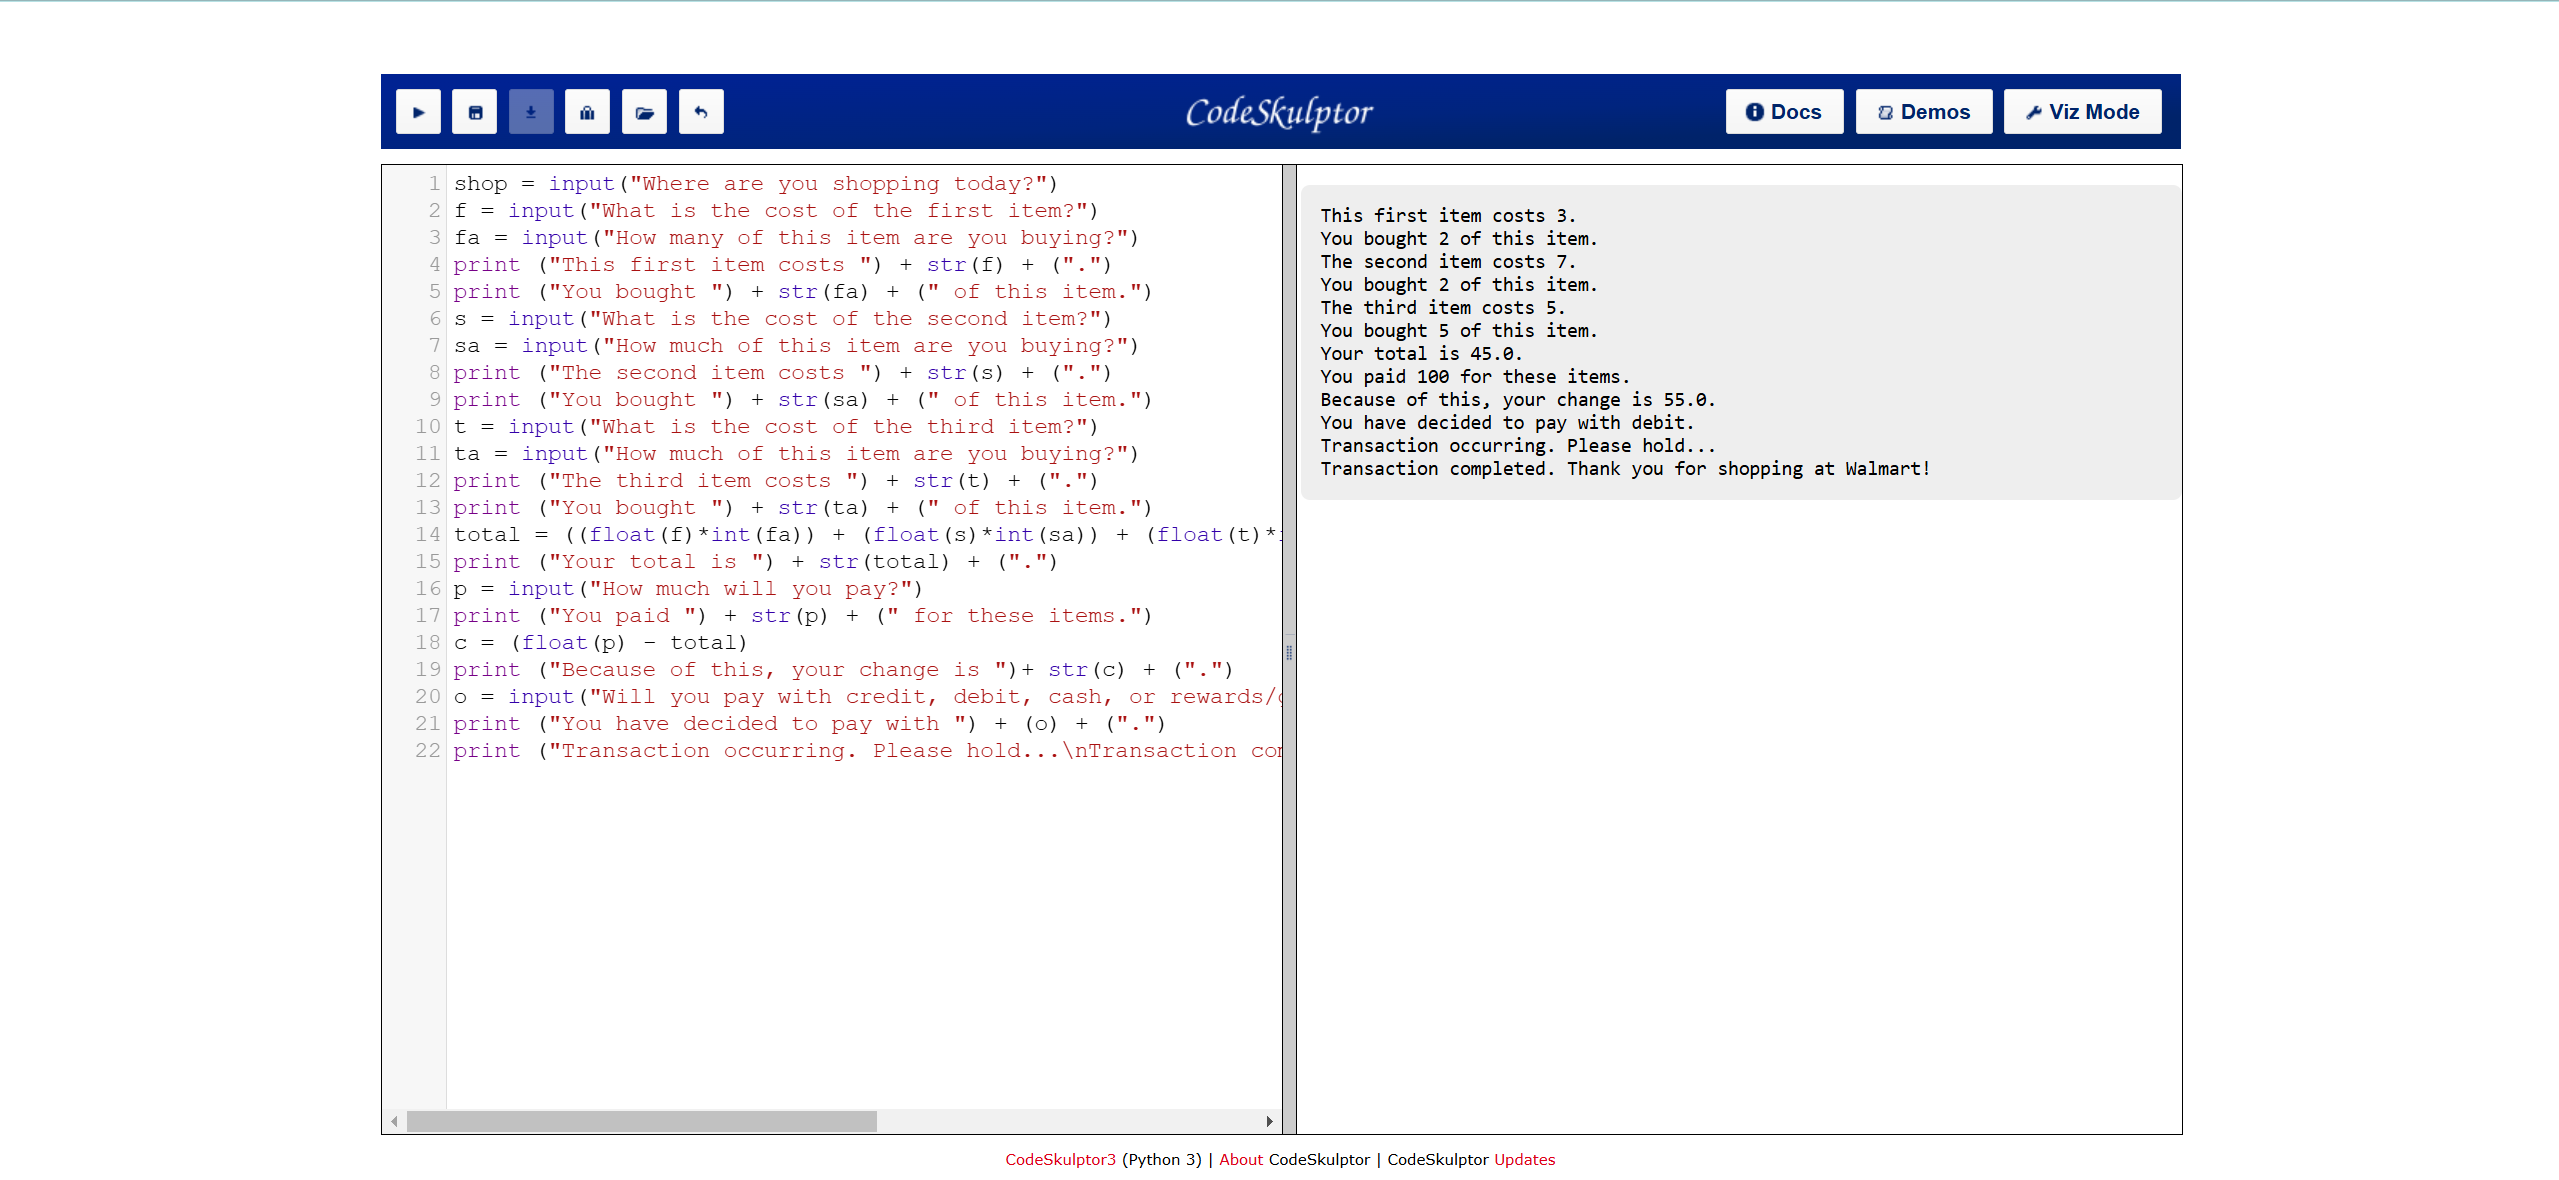 CodeSkulptor
Docs
Demos
Viz Mode
1 shop = input("Where are you shopping today?")
2 f = input("What is the cost of the first item?")
3 fa = input("How many of this item are you buying?")
4 print ("This first item costs ") + str(f) + (".")
5 print ("You bought ") + str(fa) + (" of this item.")
6 s = input("What is the cost of the second item?")
7 sa = input("How much of this item are you buying?")
8 print ("The second item costs ") + str(s) + (".")
9 print ("You bought ") + str(sa) + (" of this item.")
10 t = input("What is the cost of the third item?")
11 ta = input("How much of this item are you buying?")
12 print ("The third item costs ") + str(t) + (".")
13 print ("You bought ") + str(ta) + (" of this item.")
14 total = ((float(f)*int(fa)) + (float(s)*int(sa)) + (float(t)*
15 print ("Your total is ") + str(total) + (".")
16 p = input("How much will you pay?")
17 print ("You paid ") + str(p) + (" for these items.")
18 c = (float(p) - total)
19 print ("Because of this, your change is ")+ str(c) + (".")
20 o = input("Will you pay with credit, debit, cash, or rewards/
21 print ("You have decided to pay with ") + (o) + (".")
22 print ("Transaction occurring. Please hold...\nTransaction co
This first item costs 3.
You bought 2 of this item.
The second item costs 7.
You bought 2 of this item.
The third item costs 5.
You bought 5 of this item.
Your total is 45.0.
You paid 100 for these items.
Because of this, your change is 55.0.
You have decided to pay with debit.
Transaction occurring. Please hold...
Transaction completed. Thank you for shopping at Walmart!
CodeSkulptor3 (Python 3) | About CodeSkulptor | CodeSkulptor Updates